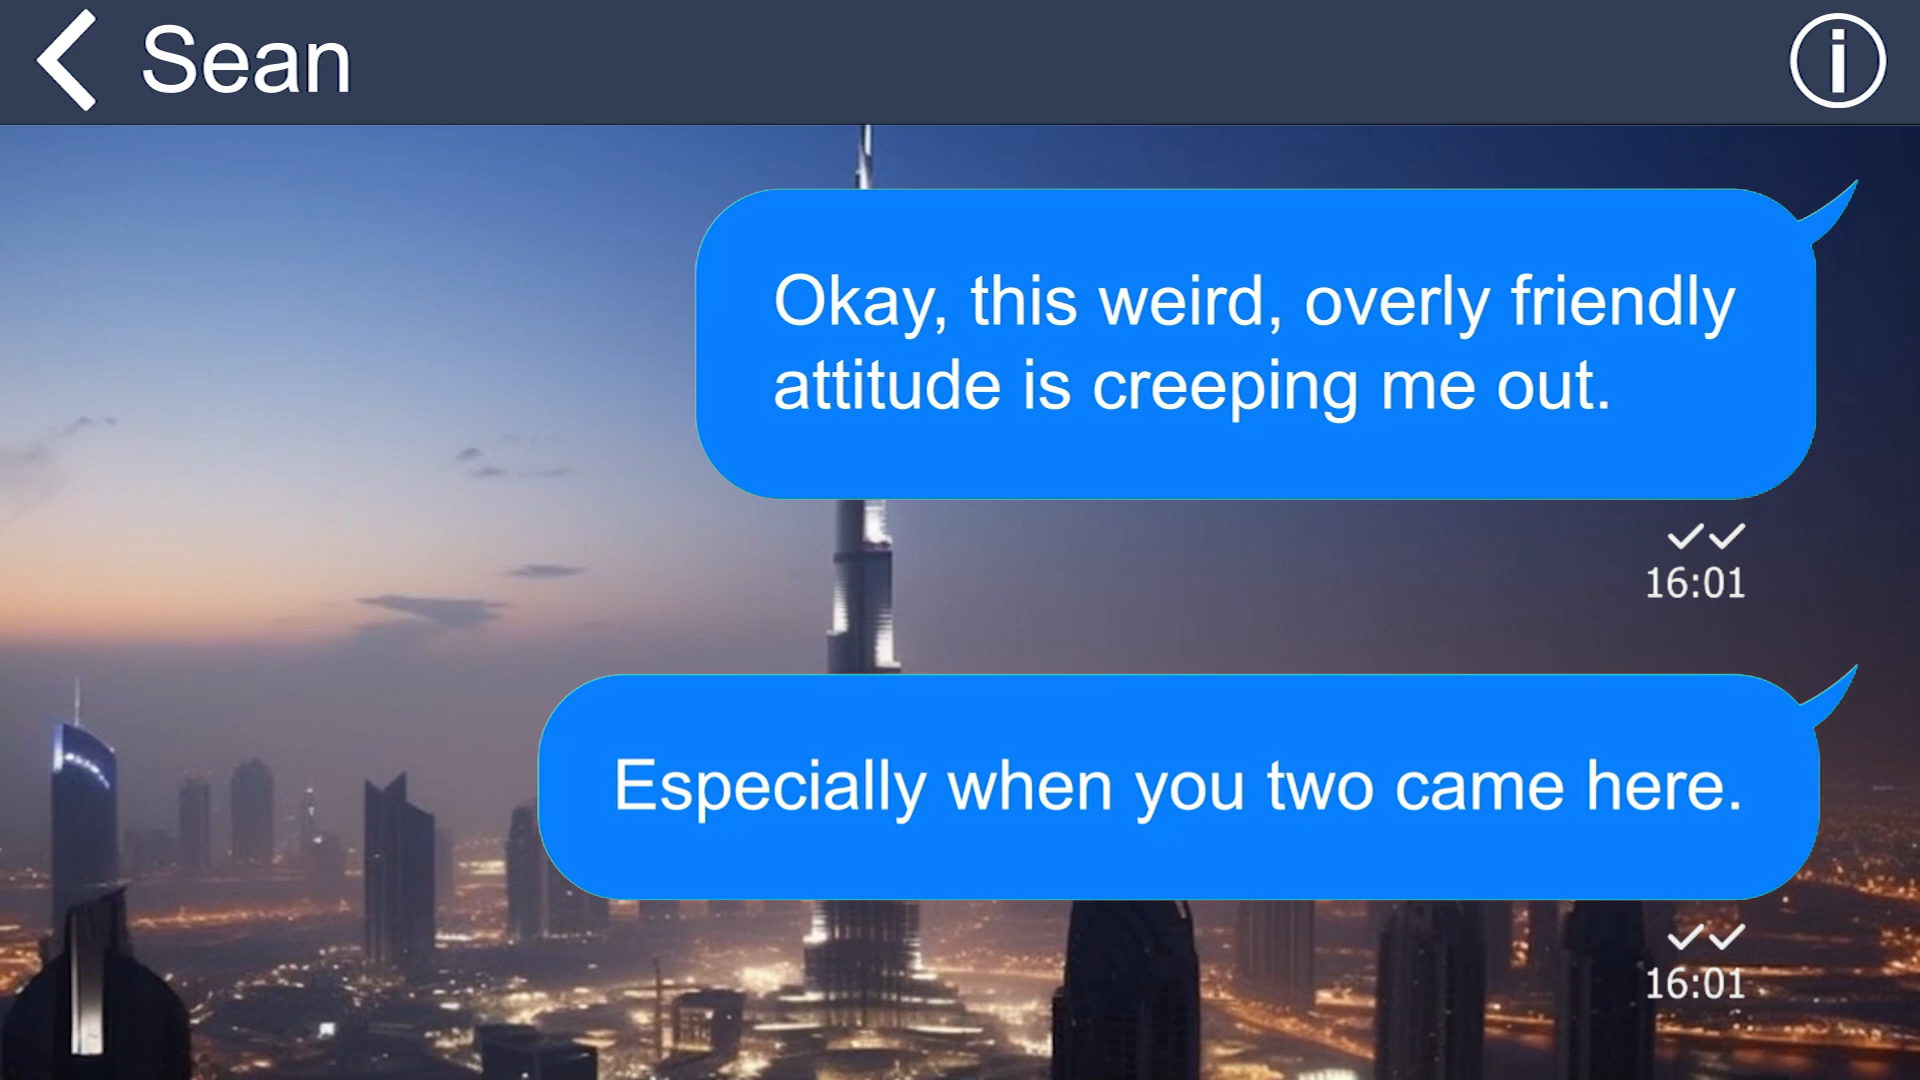 Sean
Okay, this weird, overly friendly
attitude is creeping me out.
16:01
Especially when you two came here.
16:01